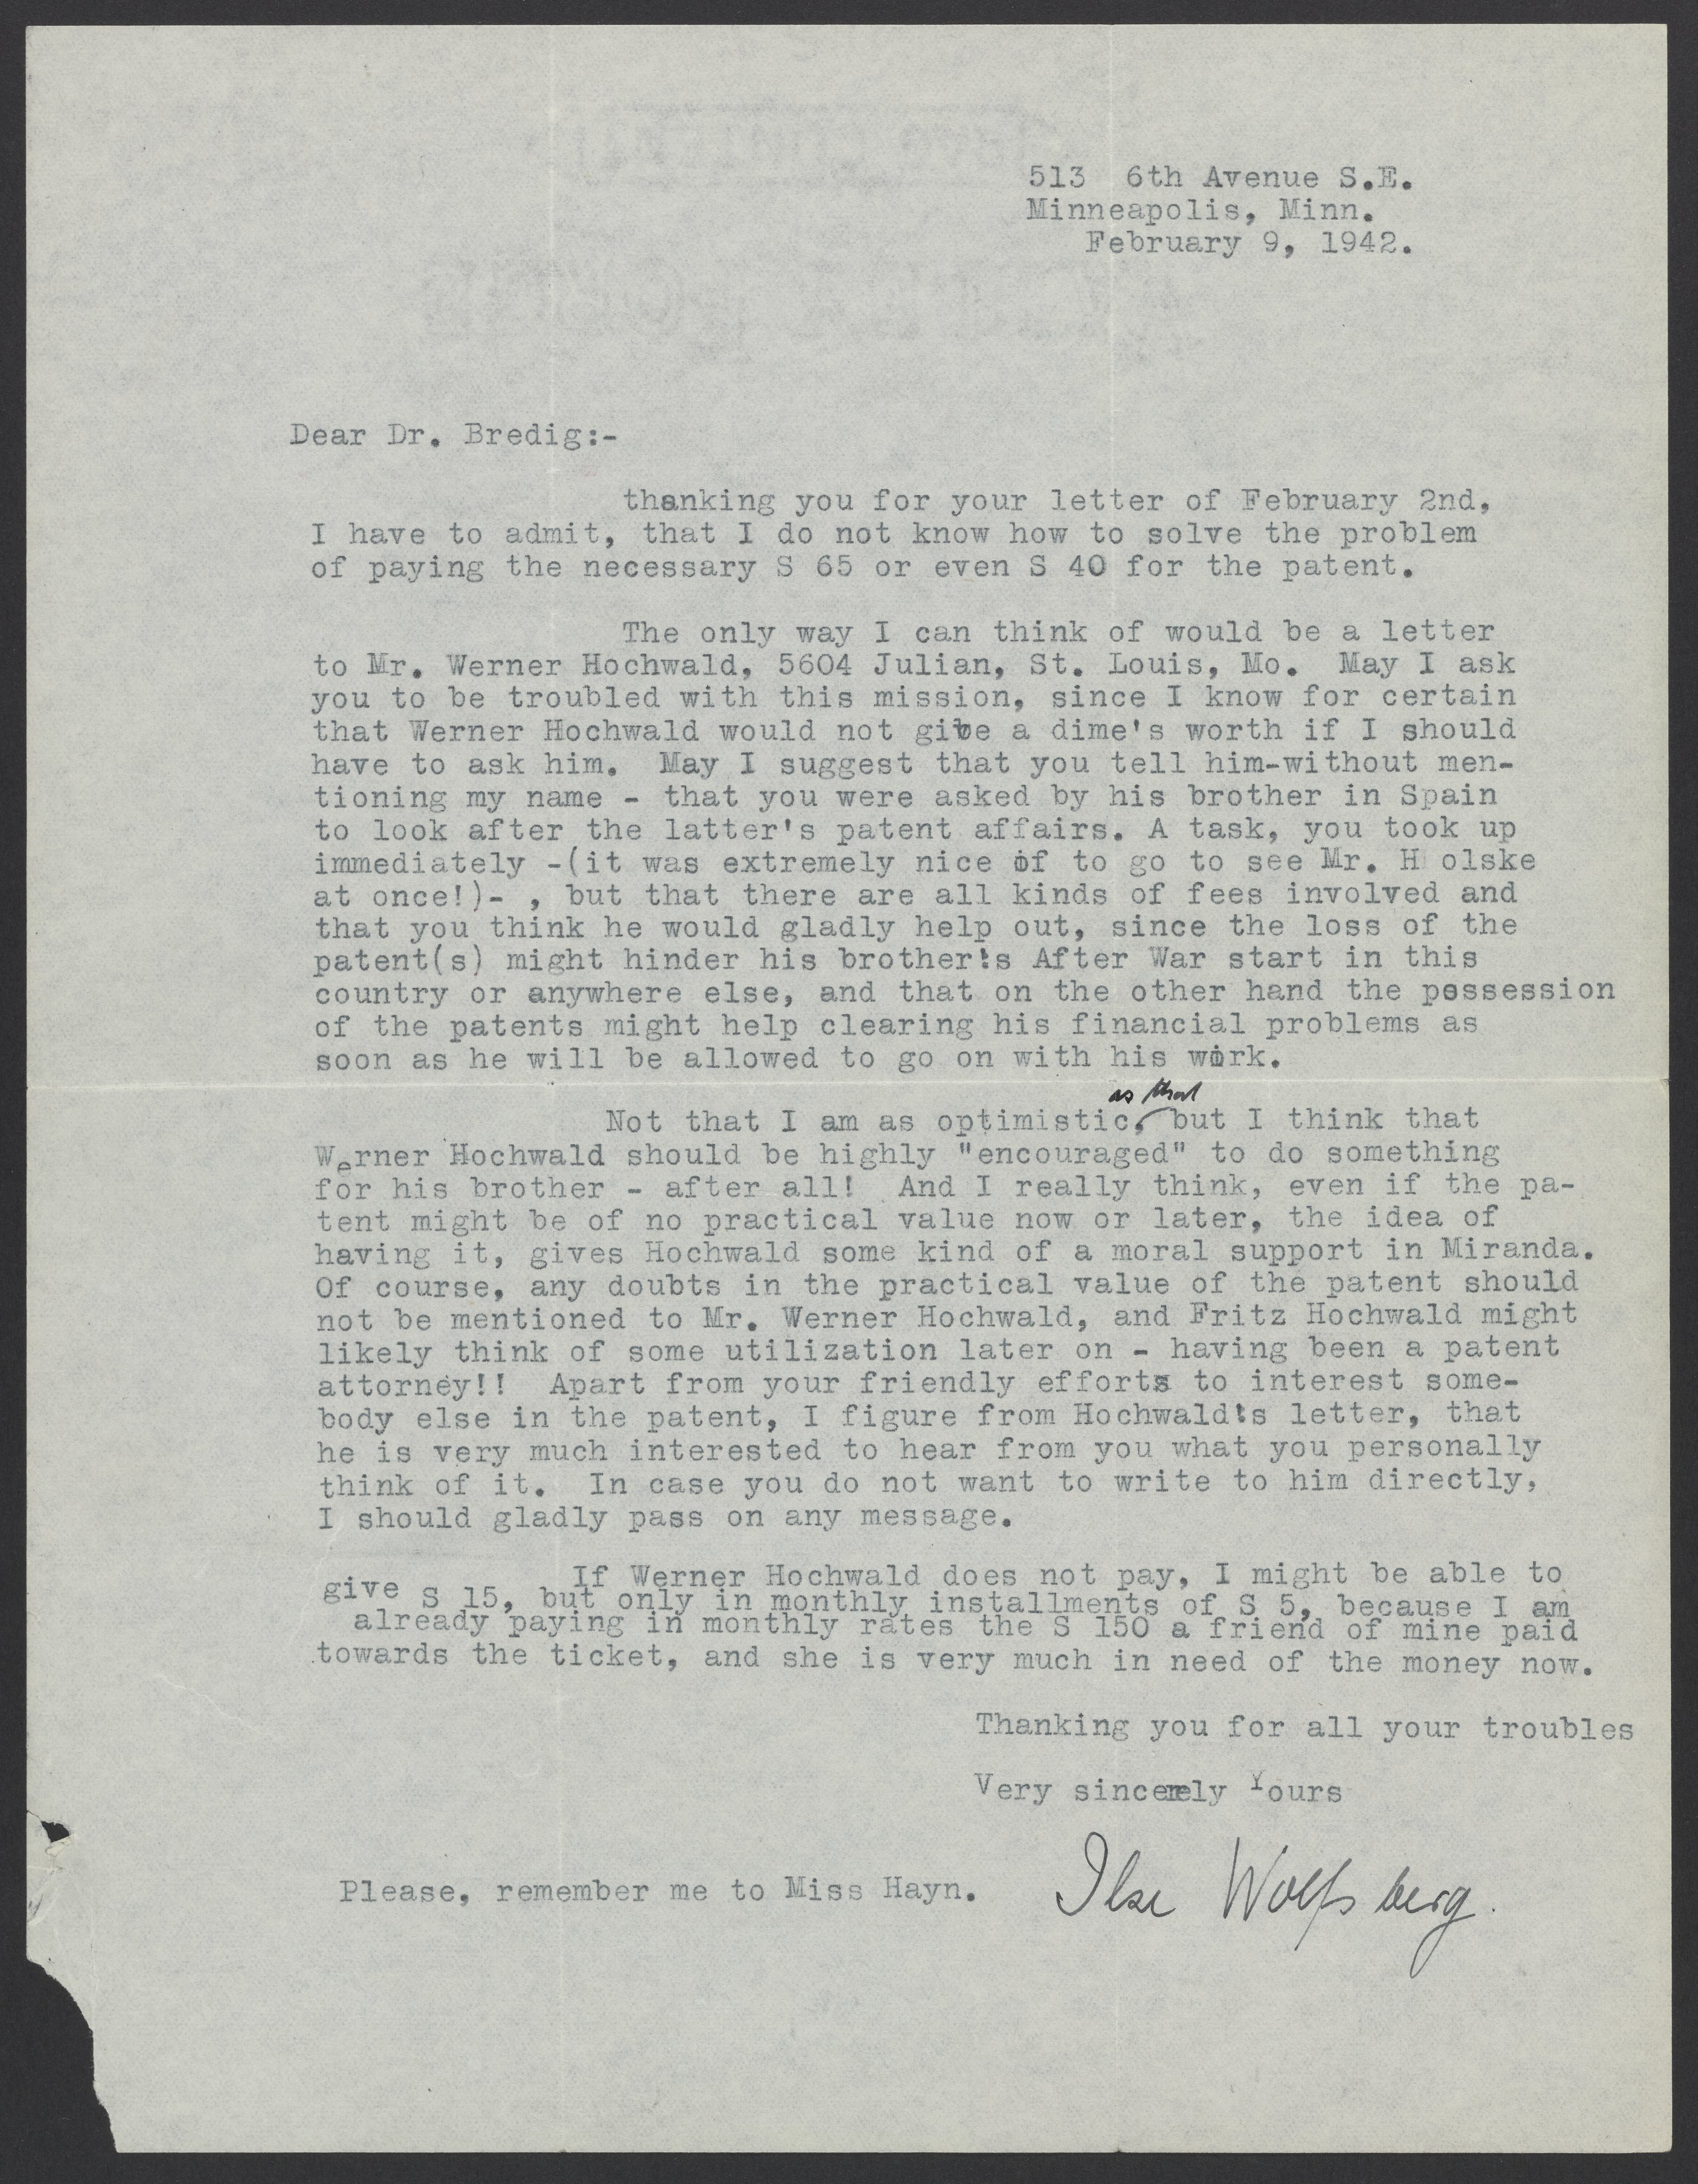 513 6th Avenue S.E.
Minneapolis, Minn.
February 9, 1942.
Dear Dr. Bredig:-
thanking you for your letter of February 2nd,
I have to admit, that I do not know how to solve the problem
of paying the necessary S 65 or even S 40 for the patent.
The only way I can think of would be a letter
to Mr. Werner Hochwald, 5604 Julian, St. Louis, Mo. May I ask
you to be troubled with this mission, since I know for certain
that Werner Hochwald would not give a dime's worth if I should
have to ask him. May I suggest that you tell him-without men-
tioning my name - that you were asked by his brother in Spain
to look after the latter's patent affairs. A task, you took up
immediately -(it was extremely nice of to go to see Mr. H olske
at once!)- , but that there are all kinds of fees involved and
that you think he would gladly help out, since the loss of the
patent(s) might hinder his brother's After War start in this
country or anywhere else, and that on the other hand the possession
of the patents might help clearing his financial problems as
soon as he will be allowed to go on with his work.
as that
Not that I am as optimistic, but I think that
Werner Hochwald should be highly "encouraged" to do something
for his brother - after all! And I really think, even if the pa-
tent might be of no practical value now or later, the idea of
having it, gives Hochwald some kind of a moral support in Miranda.
Of course, any doubts in the practical value of the patent should
not be mentioned to Mr. Werner Hochwald, and Fritz Hochwald might
likely think of some utilization later on - having been a patent
attorney!! Apart from your friendly efforts to interest some-
body else in the patent, I figure from Hochwald's letter, that
he is very much interested to hear from you what you personally
think of it. In case you do not want to write to him directly,
I should gladly pass on any message.
If Werner Hochwald does not pay, I might be able to
give S 15, but only in monthly installments of S 5, because I am
already paying in monthly rates the S 150 a friend of mine paid
towards the ticket, and she is very much in need of the money now.
Thanking you for all your troubles
Very sincerely Yours
Please, remember me to Miss Hayn.
Ilse Wolfsberg.